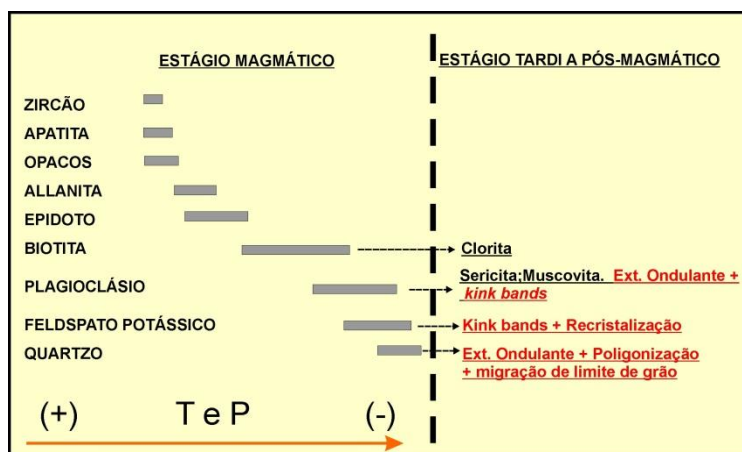 ESTÁGIO MAGMÁTICO
ESTÁGIO TARDI A PÓS-MAGMÁTICO
ZIRCÃO
APATITA
OPACOS
ALLANITA
EPIDOTO
BIOTITA
Clorita
PLAGIOCLÁSIO
Sericita;Muscovita. Ext. Ondulante +
kink bands
FELDSPATO POTÁSSICO
Kink bands + Recristalização
QUARTZO
Ext. Ondulante + Poligonização
+ migração de limite de grão
(+) T e P (-)